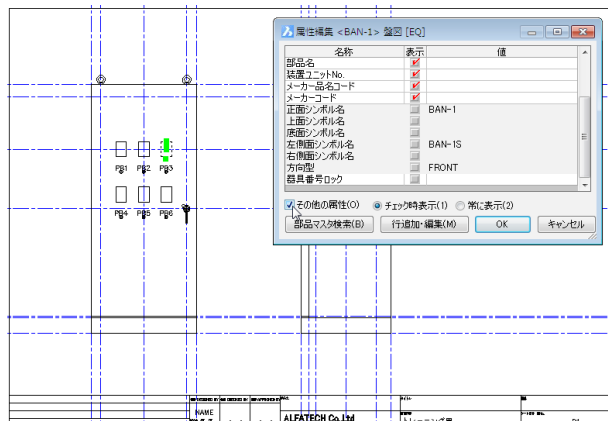 属性編集 <BAN-1> 盤図 [EQ]
名称 表示 値
部品名
装置ユニットNo.
メーカー品名コード
メーカーコード
正面シンボル名 BAN-1
上面シンボル名
底面シンボル名
左側面シンボル名 BAN-1S
右側面シンボル名
方向型 FRONT
器具番号ロック
その他の属性(O) チェック時表示(1) 常に表示(2)
部品マスタ検索(B) 行追加・編集(M) OK キャンセル
PB1 PB2 PB3
PB4 PB5 PB6
NAME
ALFATECH Co.,Ltd